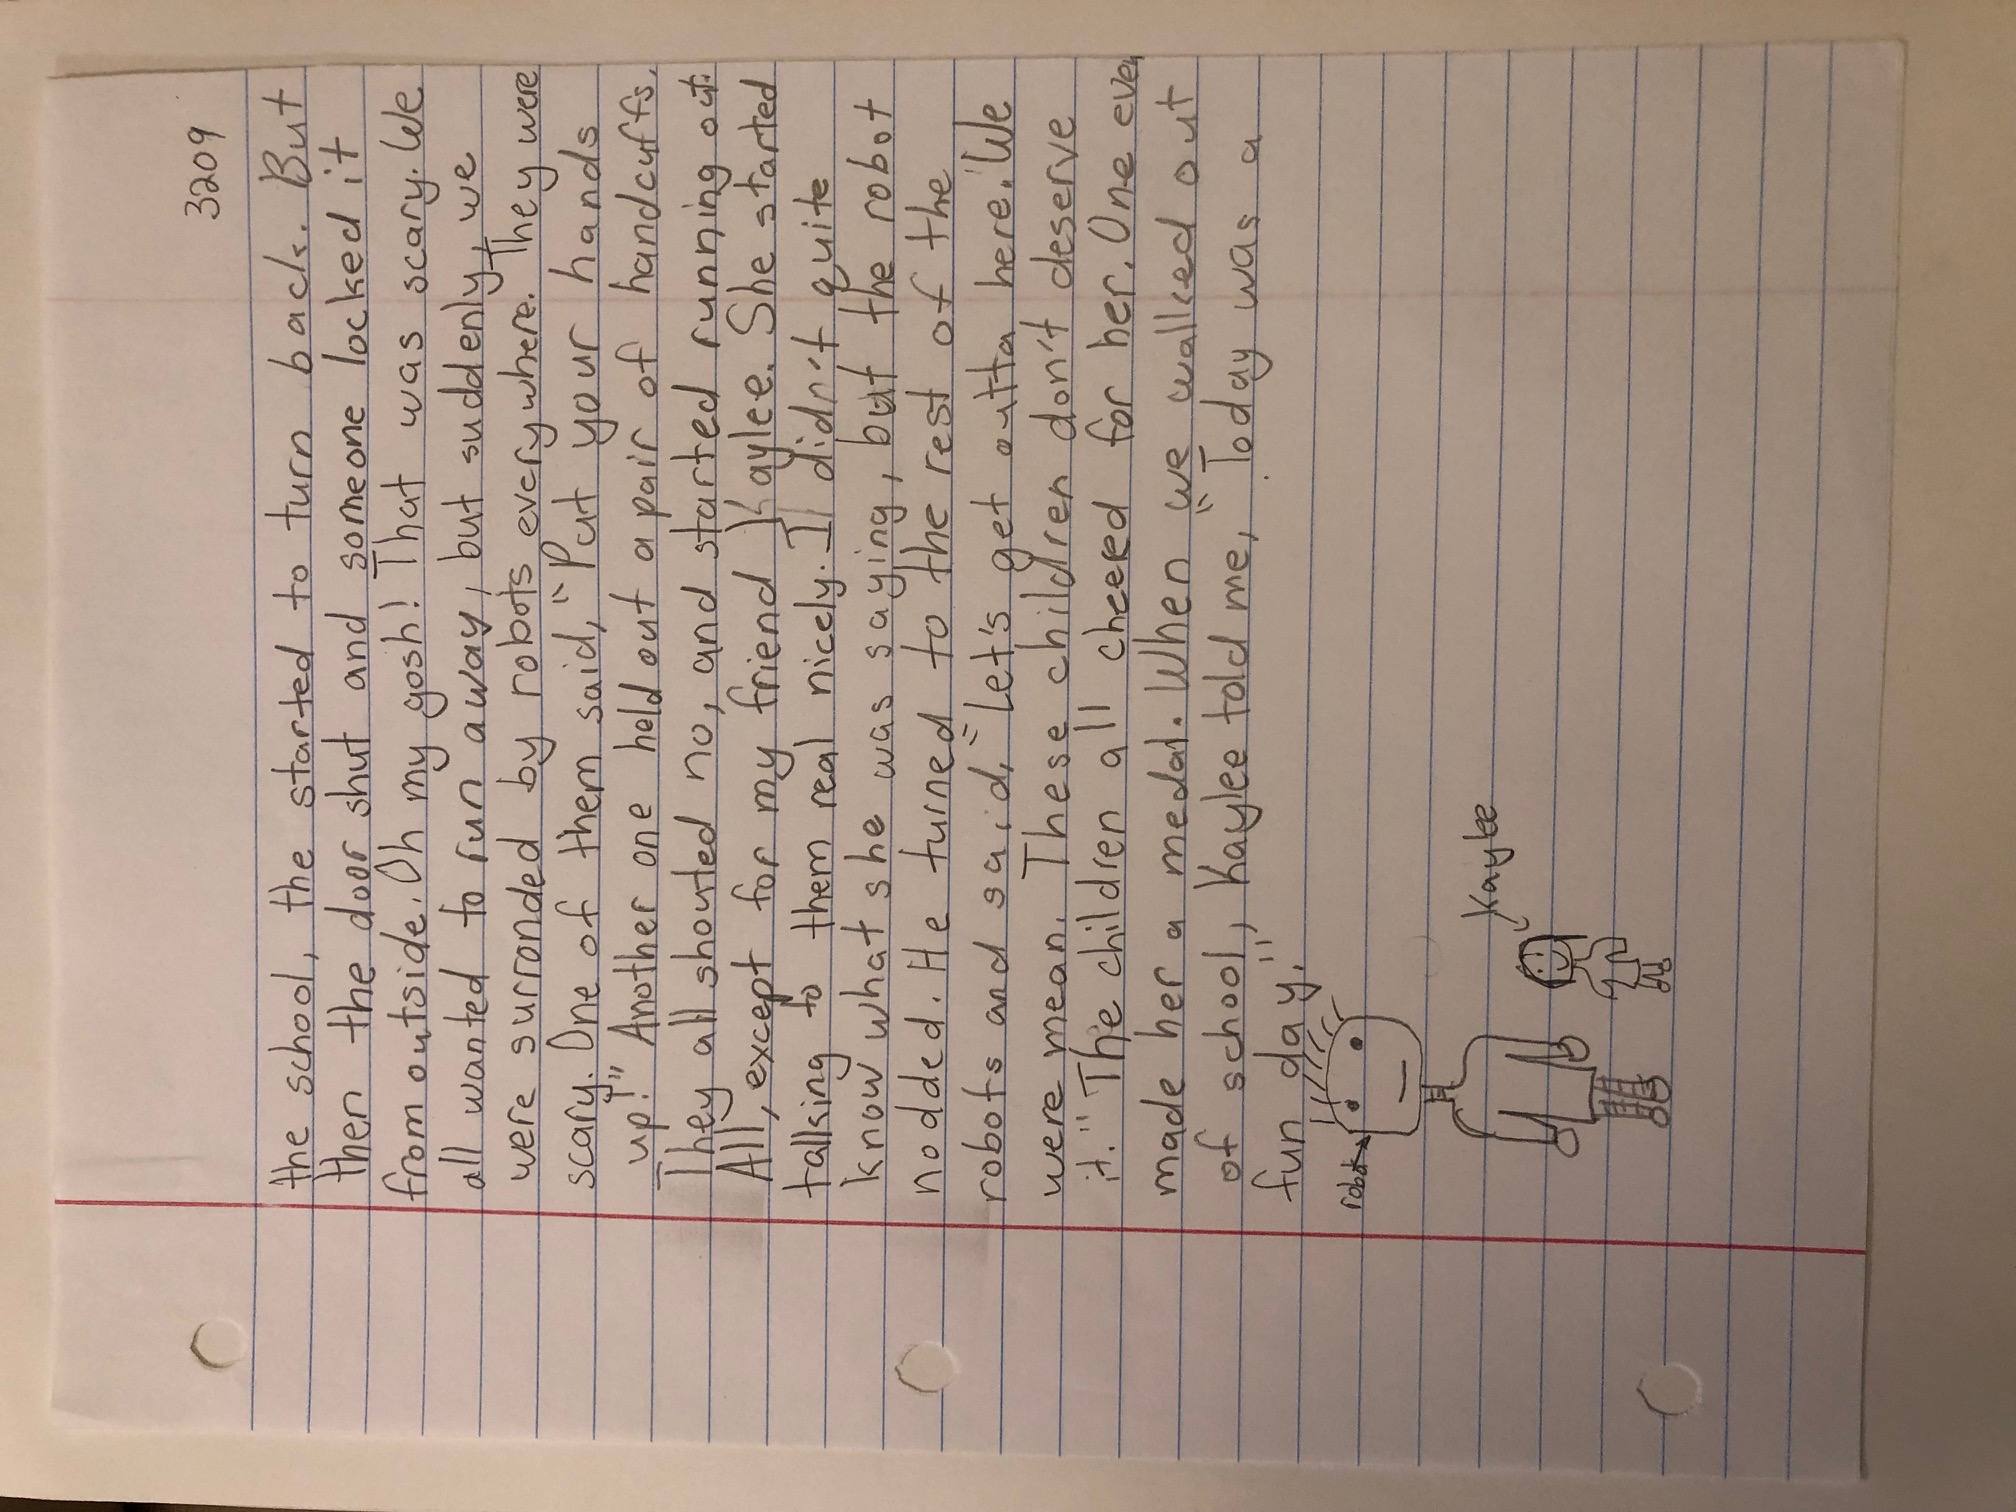 3209
the school, the started to turn back. But
then the door shut and someone locked it
from outside. Oh my gosh! That was scary. We
all wanted to run away, but suddenly, we
were surronded by robots everywhere. They were
scary. One of them said, "Put your hands
up!" Another one held out a pair of handcuffs.
They all shouted no, and started running out.
All, except for my friend Kaylee. She started
talking to them real nicely. I didn't quite
know what she was saying, but the robot
nodded. He turned to the rest of the
robots and said, "Let's get outta here. We
were mean. These children don't deserve
it." The children all cheered for her. One even
made her a medal. When we walked out
of school, Kaylee told me, "Today was a
fun day."
robot
Kaylee